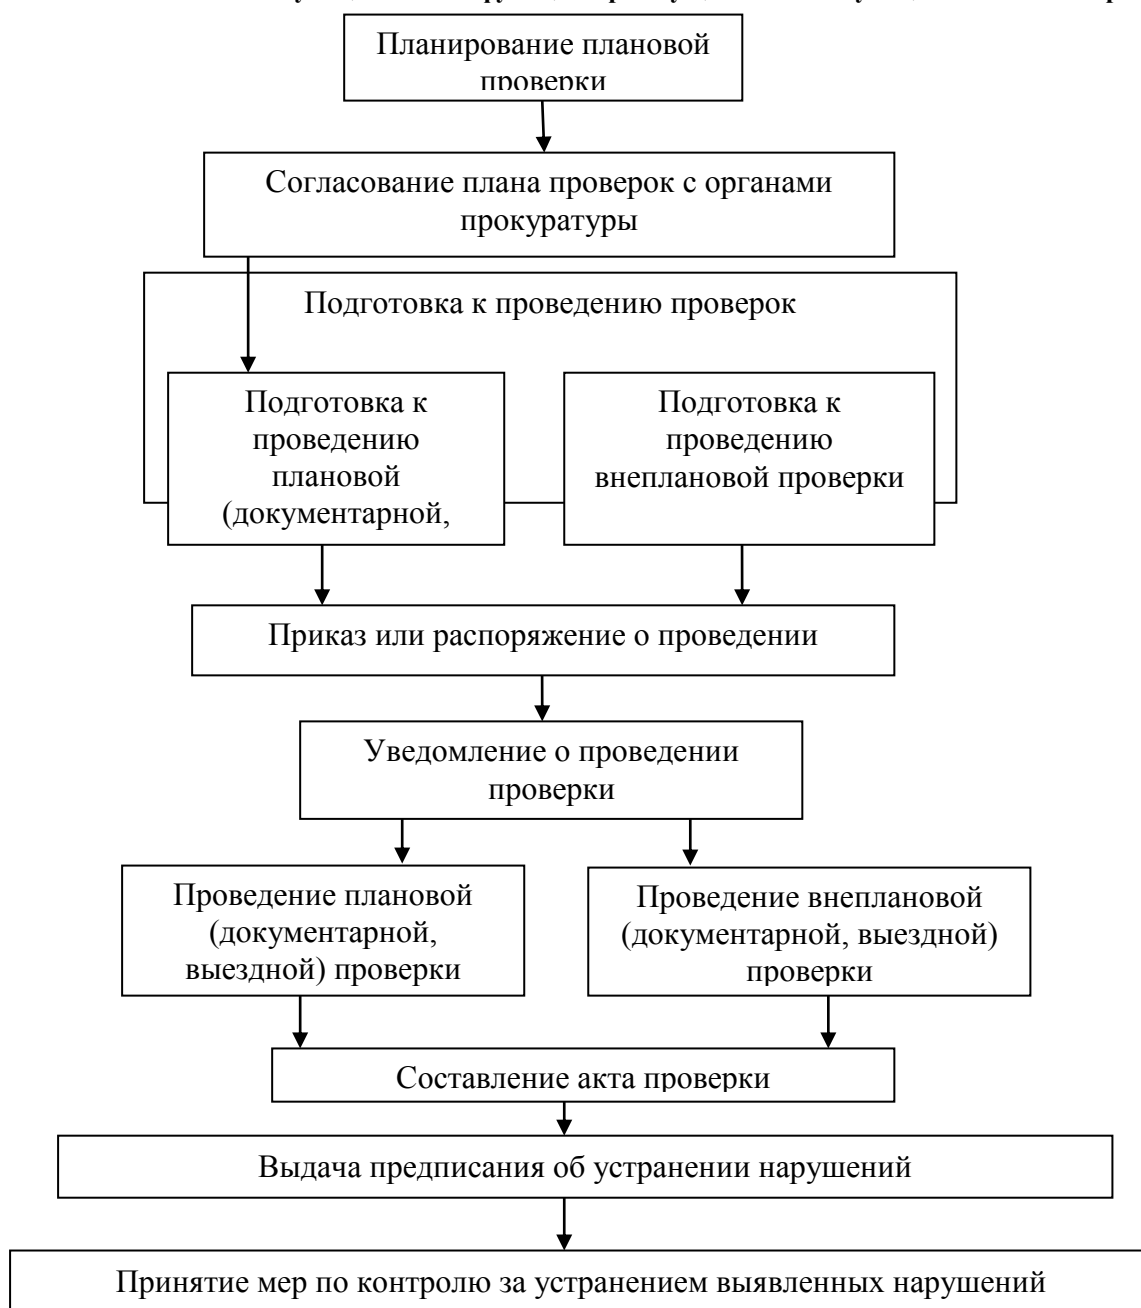 Планирование плановой
проверки
Согласование плана проверок с органами
прокуратуры
Подготовка к проведению проверок
Подготовка к
проведению
плановой
(документарной,
Подготовка к
проведению
внеплановой проверки
Приказ или распоряжение о проведении
Уведомление о проведении
проверки
Проведение плановой
(документарной,
выездной) проверки
Проведение внеплановой
(документарной, выездной)
проверки
Составление акта проверки
Выдача предписания об устранении нарушений
Принятие мер по контролю за устранением выявленных нарушений